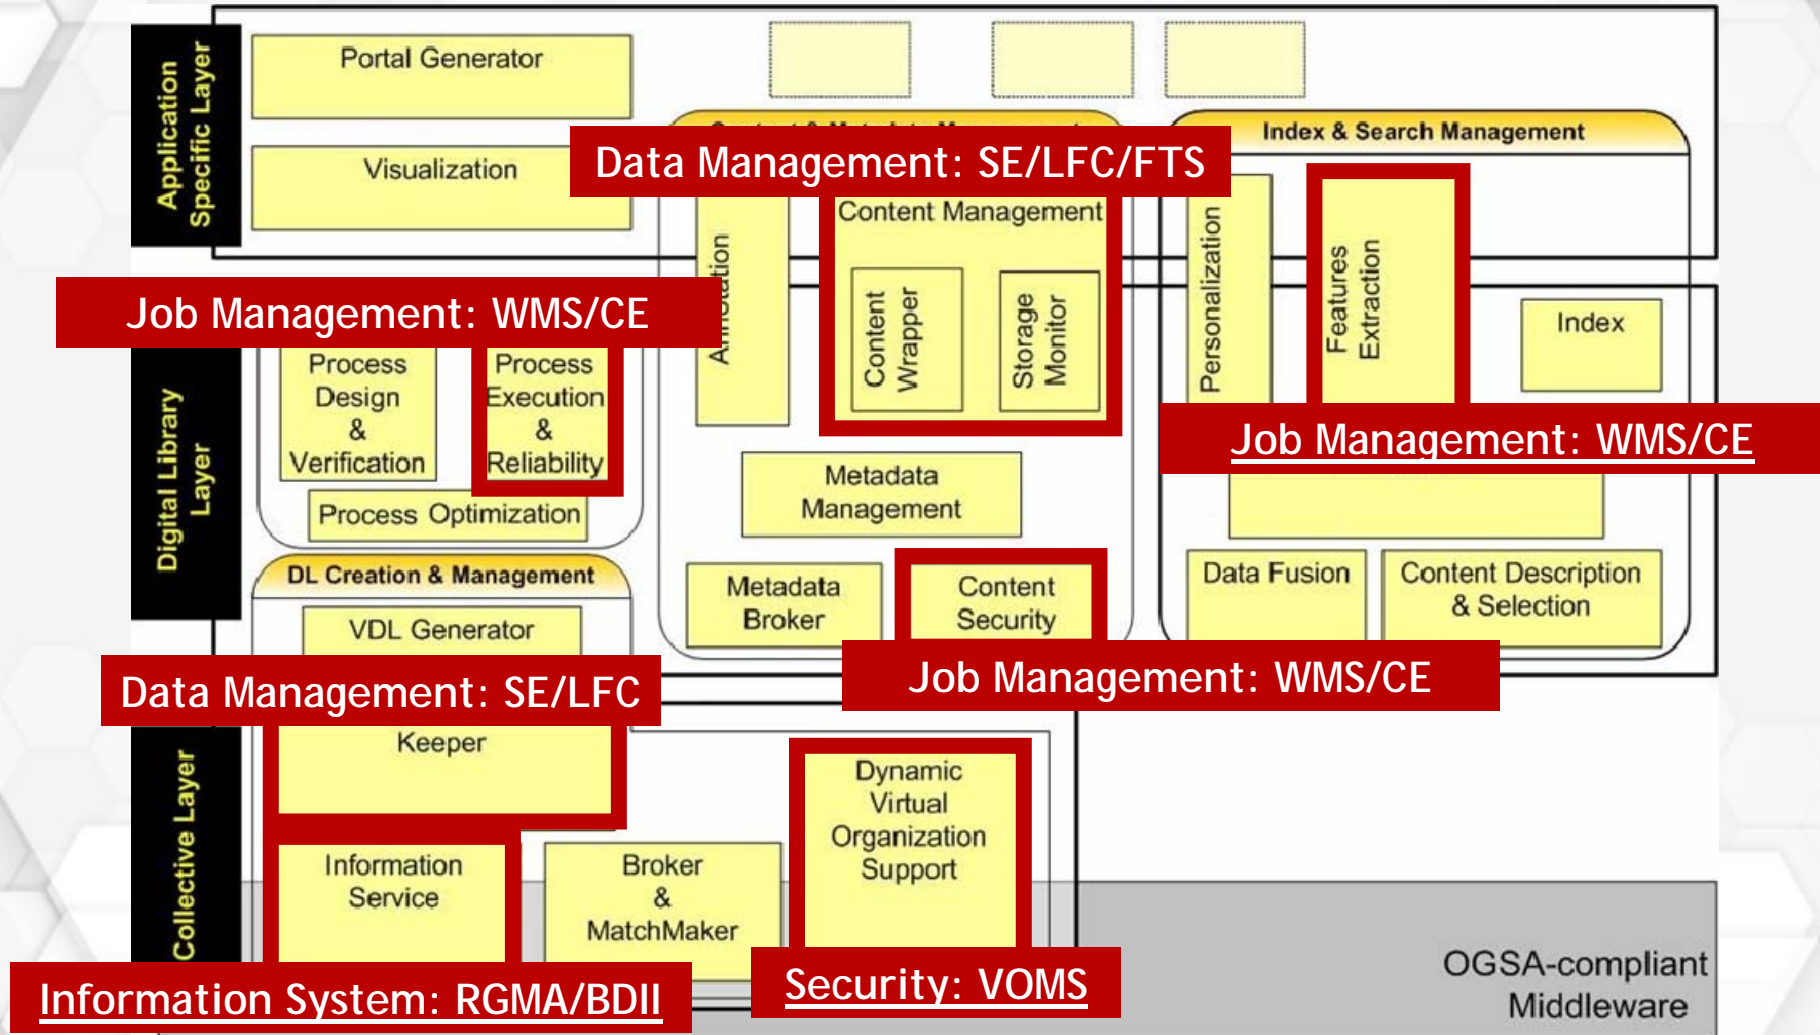 Application
Specific Layer
Portal Generator
Visualization
Data Management: SE/LFC/FTS
Index & Search Management
Annotation
Content Management
Content
Wrapper
Storage
Monitor
Personalization
Features
Extraction
Index
Job Management: WMS/CE
Digital Library
Layer
Process
Design
&
Verification
Process
Execution
&
Reliability
Process Optimization
Job Management: WMS/CE
Metadata
Management
Metadata
Broker
Content
Security
Data Fusion
Content Description
& Selection
DL Creation & Management
VDL Generator
Data Management: SE/LFC
Job Management: WMS/CE
Collective Layer
Keeper
Information
Service
Broker
&
MatchMaker
Dynamic
Virtual
Organization
Support
Information System: RGMA/BDII
Security: VOMS
OGSA-compliant
Middleware